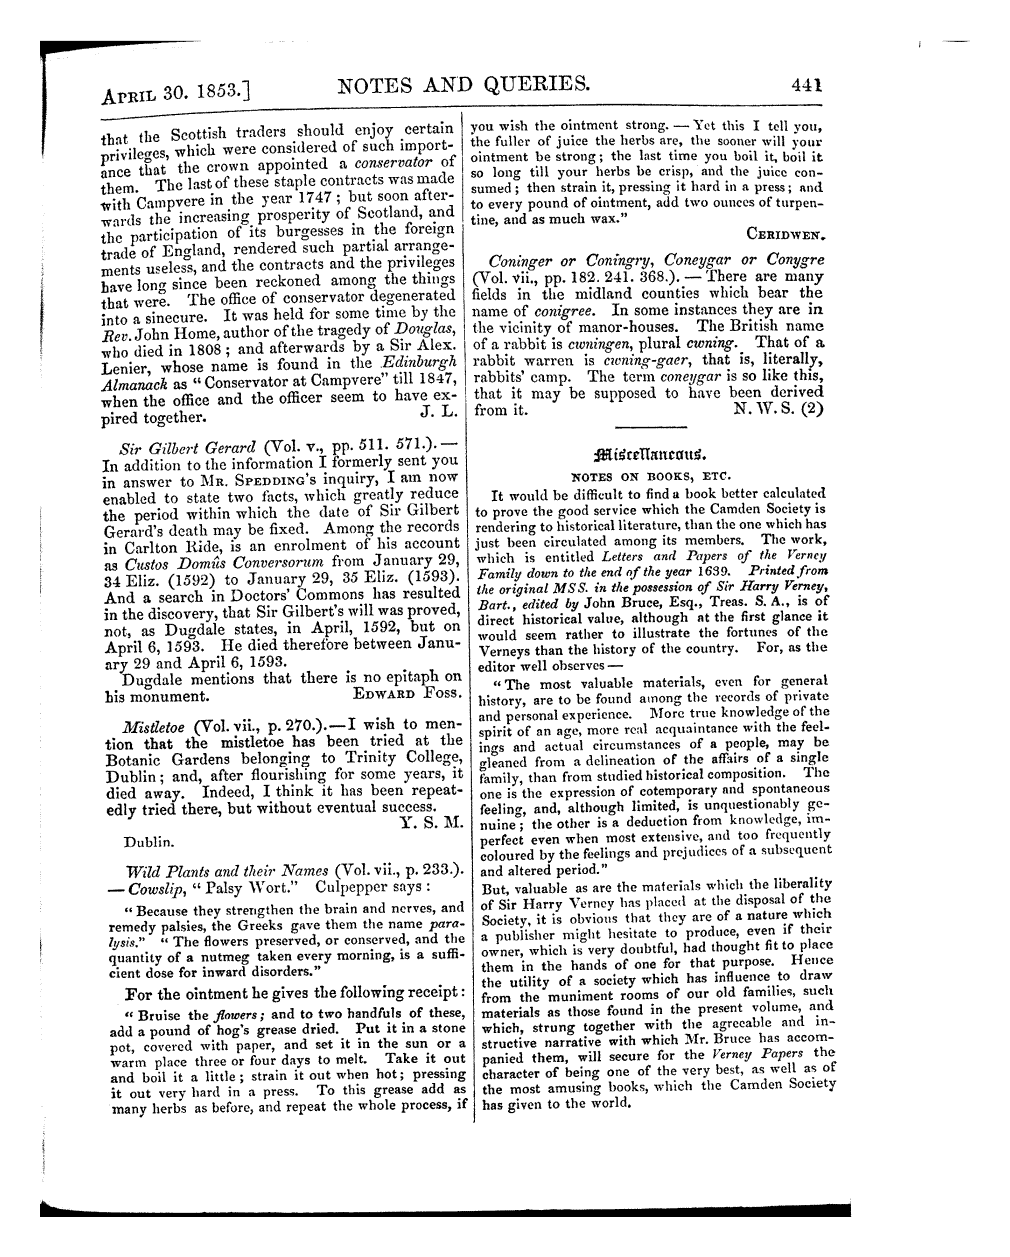 APRIL 30. 1853.]
NOTES AND QUERIES.
441
that the Scottish traders should enjoy certain
privileges, which were considered of such import-
ance that the crown appointed a conservator of
them. The last of these staple contracts was made
with Campvere in the year 1747; but soon after-
wards the increasing prosperity of Scotland, and
the participation of its burgesses in the foreign
trade of England, rendered such partial arrange-
ments useless, and the contracts and the privileges
have long since been reckoned among the things
that were. The office of conservator degenerated
into a sinecure. It was held for some time by the
Rev. John Home, author of the tragedy of Douglas,
who died in 1808; and afterwards by a Sir Alex.
Lenier, whose name is found in the Edinburgh
Almanack as "Conservator at Campvere" till 1847,
when the office and the officer seem to have ex-
pired together. J. L.
Sir Gilbert Gerard (Vol. v., pp. 511. 571.).—
In addition to the information I formerly sent you
in answer to MR. SPEDDING'S inquiry, I am now
enabled to state two facts, which greatly reduce
the period within which the date of Sir Gilbert
Gerard's death may be fixed. Among the records
in Carlton Ride, is an enrolment of his account
as Custos Domûs Conversorum from January 29,
34 Eliz. (1592) to January 29, 35 Eliz. (1593).
And a search in Doctors' Commons has resulted
in the discovery, that Sir Gilbert's will was proved,
not, as Dugdale states, in April, 1592, but on
April 6, 1593. He died therefore between Janu-
ary 29 and April 6, 1593.
Dugdale mentions that there is no epitaph on
his monument. EDWARD FOSS.
Mistletoe (Vol. vii., p. 270.).—I wish to men-
tion that the mistletoe has been tried at the
Botanic Gardens belonging to Trinity College,
Dublin; and, after flourishing for some years, it
died away. Indeed, I think it has been repeat-
edly tried there, but without eventual success.
Y. S. M.
Dublin.
Wild Plants and their Names (Vol. vii., p. 233.).
— Cowslip, "Palsy Wort." Culpepper says:
"Because they strengthen the brain and nerves, and
remedy palsies, the Greeks gave them the name para-
lysis." "The flowers preserved, or conserved, and the
quantity of a nutmeg taken every morning, is a suffi-
cient dose for inward disorders."
For the ointment he gives the following receipt:
"Bruise the flowers; and to two handfuls of these,
add a pound of hog's grease dried. Put it in a stone
pot, covered with paper, and set it in the sun or a
warm place three or four days to melt. Take it out
and boil it a little; strain it out when hot; pressing
it out very hard in a press. To this grease add as
many herbs as before, and repeat the whole process, if
you wish the ointment strong. — Yet this I tell you,
the fuller of juice the herbs are, the sooner will your
ointment be strong; the last time you boil it, boil it
so long till your herbs be crisp, and the juice con-
sumed; then strain it, pressing it hard in a press; and
to every pound of ointment, add two ounces of turpen-
tine, and as much wax."
CERIDWEN.
Coninger or Coningry, Coneygar or Conygre
(Vol. vii., pp. 182. 241. 368.). — There are many
fields in the midland counties which bear the
name of conigree. In some instances they are in
the vicinity of manor-houses. The British name
of a rabbit is cwningen, plural cwning. That of a
rabbit warren is cwning-gaer, that is, literally,
rabbits' camp. The term coneygar is so like this,
that it may be supposed to have been derived
from it. N. W. S. (2)
Miscellaneous.
NOTES ON BOOKS, ETC.
It would be difficult to find a book better calculated
to prove the good service which the Camden Society is
rendering to historical literature, than the one which has
just been circulated among its members. The work,
which is entitled Letters and Papers of the Verney
Family down to the end of the year 1639. Printed from
the original MSS. in the possession of Sir Harry Verney,
Bart., edited by John Bruce, Esq., Treas. S. A., is of
direct historical value, although at the first glance it
would seem rather to illustrate the fortunes of the
Verneys than the history of the country. For, as the
editor well observes —
"The most valuable materials, even for general
history, are to be found among the records of private
and personal experience. More true knowledge of the
spirit of an age, more real acquaintance with the feel-
ings and actual circumstances of a people, may be
gleaned from a delineation of the affairs of a single
family, than from studied historical composition. The
one is the expression of cotemporary and spontaneous
feeling, and, although limited, is unquestionably ge-
nuine; the other is a deduction from knowledge, im-
perfect even when most extensive, and too frequently
coloured by the feelings and prejudices of a subsequent
and altered period."
But, valuable as are the materials which the liberality
of Sir Harry Verney has placed at the disposal of the
Society, it is obvious that they are of a nature which
a publisher might hesitate to produce, even if their
owner, which is very doubtful, had thought fit to place
them in the hands of one for that purpose. Hence
the utility of a society which has influence to draw
from the muniment rooms of our old families, such
materials as those found in the present volume, and
which, strung together with the agreeable and in-
structive narrative with which Mr. Bruce has accom-
panied them, will secure for the Verney Papers the
character of being one of the very best, as well as of
the most amusing books, which the Camden Society
has given to the world.